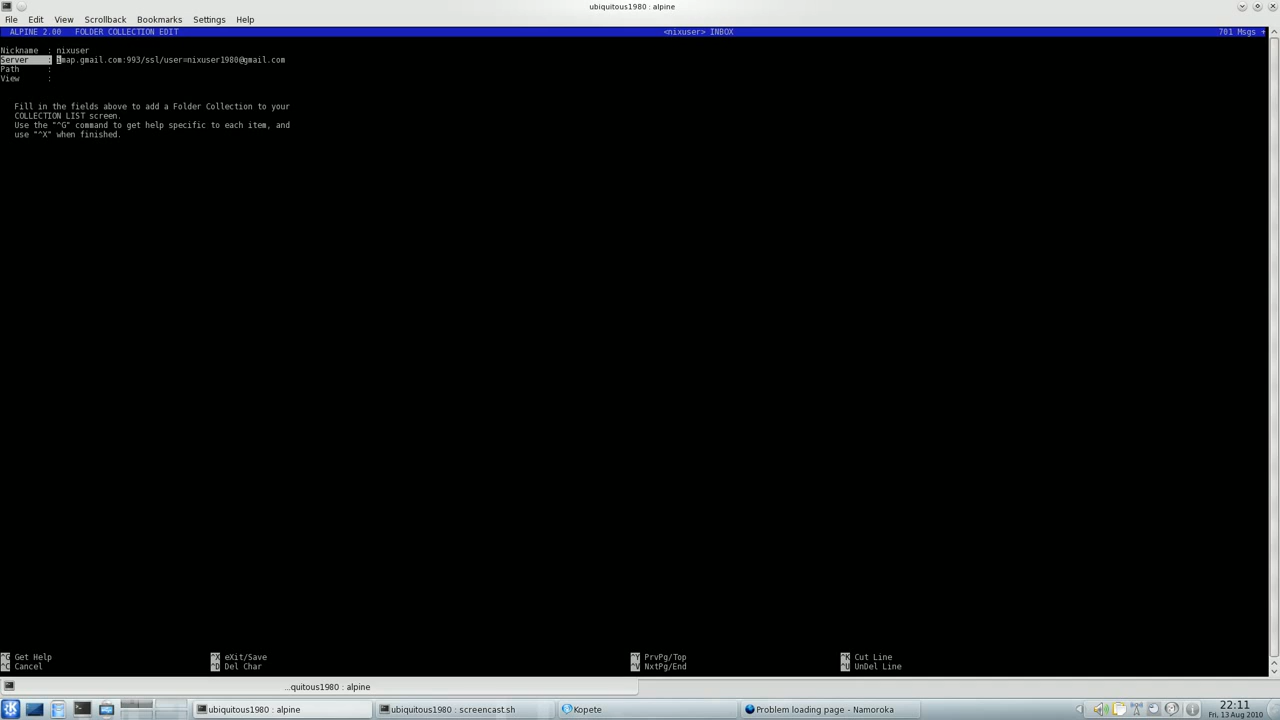 ubiquitous1980 : alpine
File Edit View Scrollback Bookmarks Settings Help
ALPINE 2.00 FOLDER COLLECTION EDIT <nixuser> INBOX 701 Msgs +
Nickname : nixuser
Server : imap.gmail.com:993/ssl/user=nixuser1980@gmail.com
Path :
View :
Fill in the fields above to add a Folder Collection to your
COLLECTION LIST screen.
Use the "^G" command to get help specific to each item, and
use "^X" when finished.
^G Get Help ^X eXit/Save ^Y PrvPg/Top ^K Cut Line
^C Cancel ^D Del Char ^V NxtPg/End ^U UnDel Line
...quitous1980 : alpine
ubiquitous1980 : alpine ubiquitous1980 : screencast.sh Kopete Problem loading page - Namoroka 22:11
Fri, 13 Aug 2010